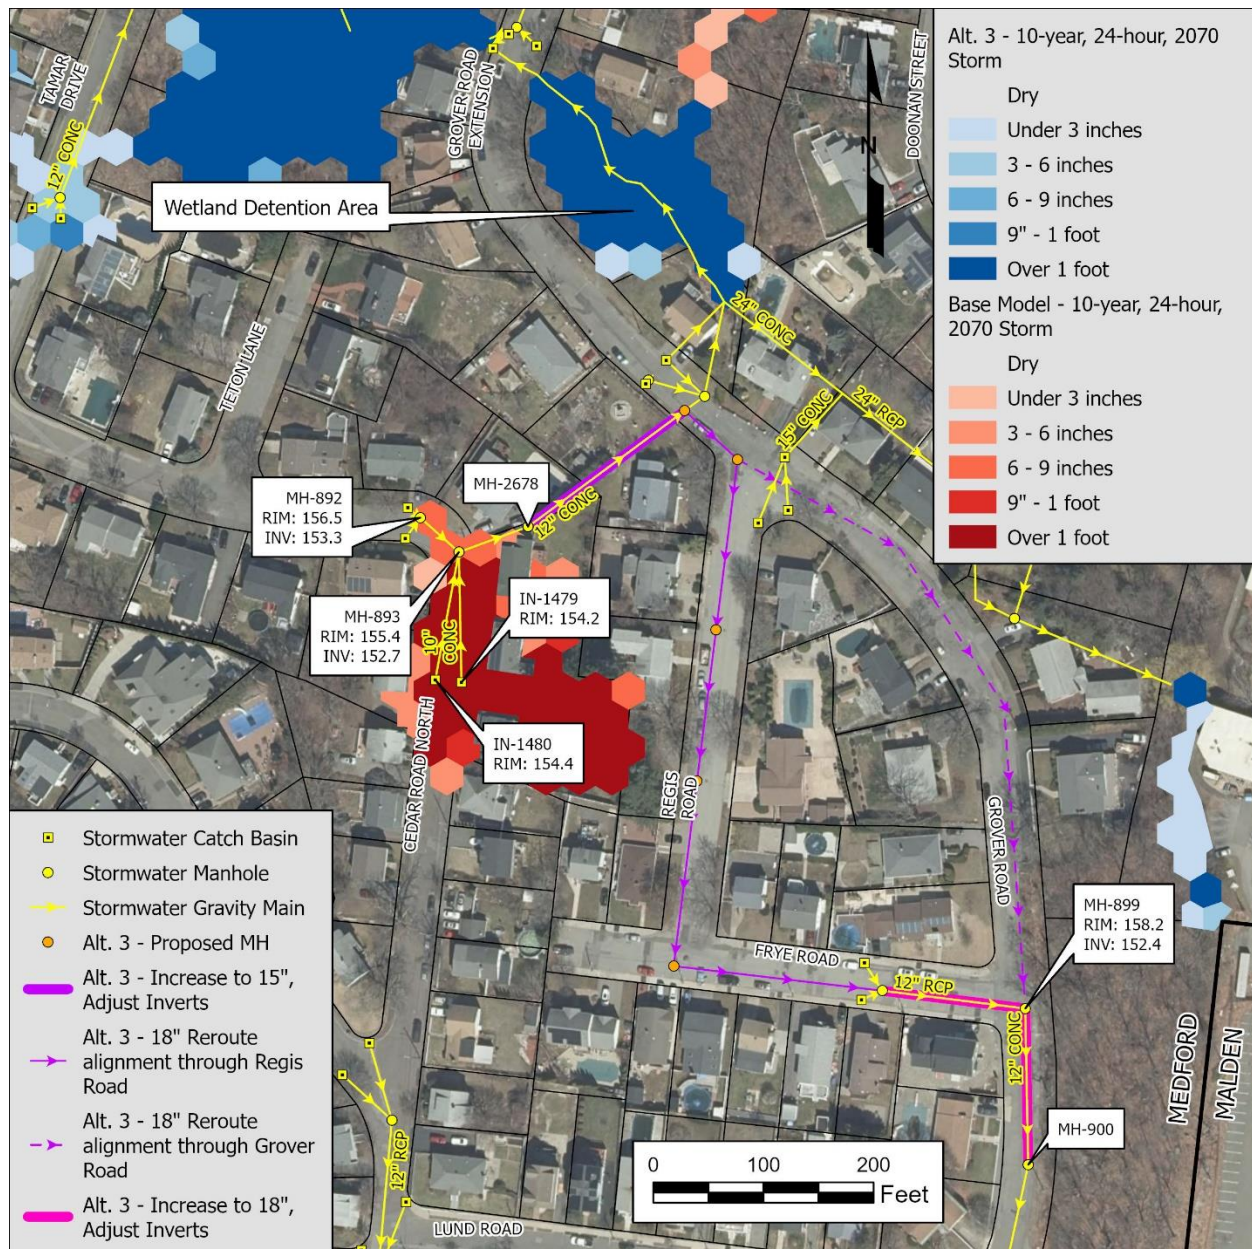 Alt. 3 - 10-year, 24-hour, 2070
Storm
Dry
Under 3 inches
3 - 6 inches
6 - 9 inches
9" - 1 foot
Over 1 foot
Base Model - 10-year, 24-hour,
2070 Storm
Dry
Under 3 inches
3 - 6 inches
6 - 9 inches
9" - 1 foot
Over 1 foot
TAMAR
DRIVE
12" CONC
GROVER ROAD
EXTENSION
DOONAN STREET
N
Wetland Detention Area
TETON LANE
24" CONC
24" RCP
15" CONC
MH-2678
12" CONC
MH-892
RIM: 156.5
INV: 153.3
MH-893
RIM: 155.4
INV: 152.7
10"
CONC
IN-1479
RIM: 154.2
IN-1480
RIM: 154.4
CEDAR ROAD NORTH
REGIS
ROAD
GROVER ROAD
FRYE ROAD
12" RCP
MH-899
RIM: 158.2
INV: 152.4
12" CONC
MH-900
MEDFORD
MALDEN
12" RCP
LUND ROAD
0 100 200
Feet
Stormwater Catch Basin
Stormwater Manhole
Stormwater Gravity Main
Alt. 3 - Proposed MH
Alt. 3 - Increase to 15",
Adjust Inverts
Alt. 3 - 18" Reroute
alignment through Regis
Road
Alt. 3 - 18" Reroute
alignment through Grover
Road
Alt. 3 - Increase to 18",
Adjust Inverts